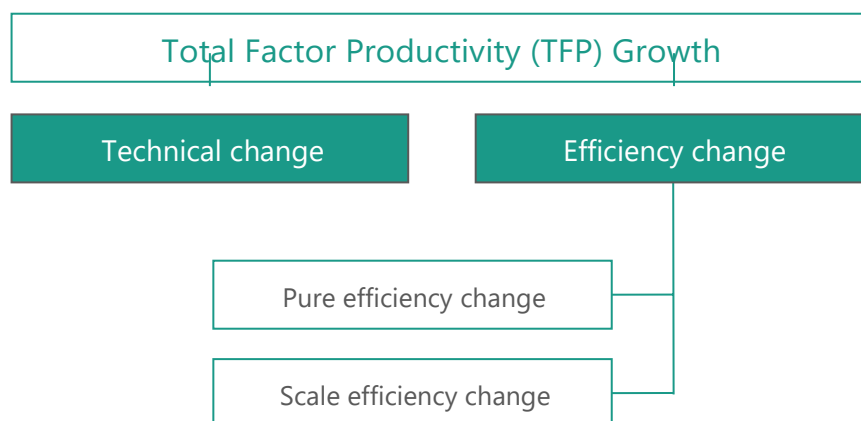 Total Factor Productivity (TFP) Growth
Technical change
Efficiency change
Pure efficiency change
Scale efficiency change